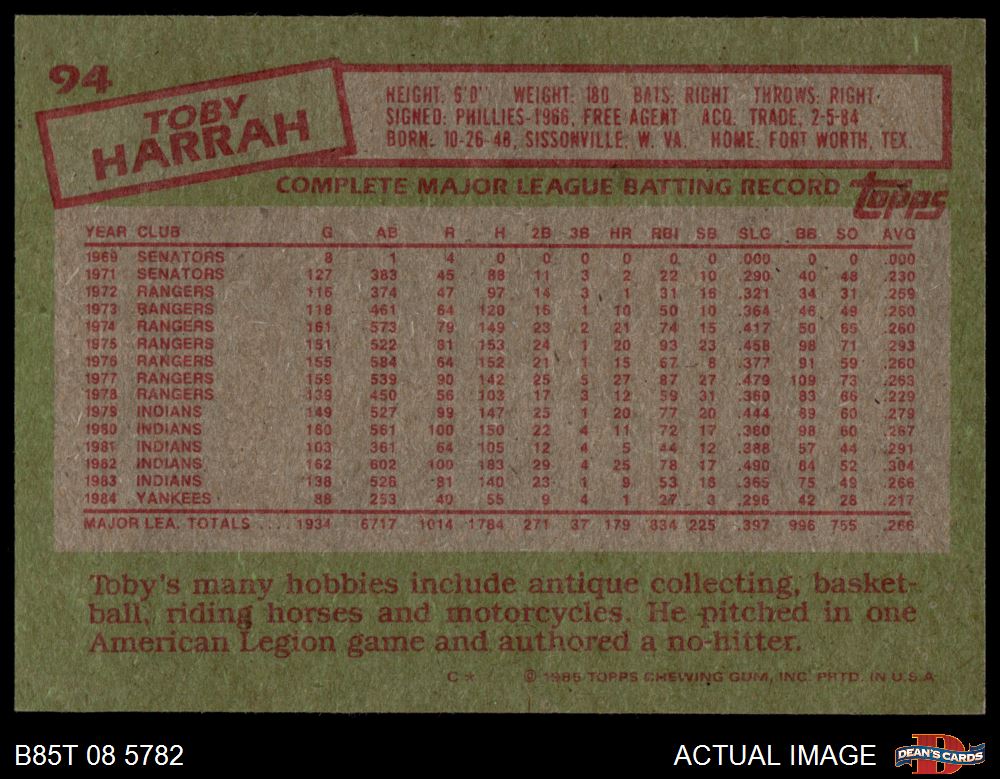 94
TOBY
HARRAH
HEIGHT: 6'0" WEIGHT: 180 BATS: RIGHT THROWS: RIGHT
SIGNED: PHILLIES-1966, FREE AGENT ACQ. TRADE, 2-5-84
BORN: 10-26-48, SISSONVILLE, W. VA. HOME: FORT WORTH, TEX.
COMPLETE MAJOR LEAGUE BATTING RECORD topps
YEAR CLUB G AB R H 2B 3B HR RBI SB SLG BB SO AVG
1969 SENATORS 8 1 4 0 0 0 0 0 0 .000 0 0 .000
1971 SENATORS 127 383 45 88 11 3 2 22 10 .290 40 48 .230
1972 RANGERS 116 374 47 97 14 3 1 31 16 .321 34 31 .259
1973 RANGERS 118 461 64 120 16 1 10 50 10 .364 46 49 .260
1974 RANGERS 161 573 79 149 23 2 21 74 15 .417 50 65 .260
1975 RANGERS 151 522 81 153 24 1 20 93 23 .458 98 71 .293
1976 RANGERS 155 584 64 152 21 1 15 67 8 .377 91 59 .260
1977 RANGERS 159 539 90 142 25 5 27 87 27 .479 109 73 .263
1978 RANGERS 139 450 56 103 17 3 12 59 31 .360 83 66 .229
1979 INDIANS 149 527 99 147 25 1 20 77 20 .444 89 60 .279
1980 INDIANS 160 561 100 150 22 4 11 72 17 .380 98 60 .267
1981 INDIANS 103 361 64 105 12 4 5 44 12 .388 57 44 .291
1982 INDIANS 162 602 100 183 29 4 25 78 17 .490 84 52 .304
1983 INDIANS 138 526 81 140 23 1 9 53 16 .365 75 49 .266
1984 YANKEES 88 253 40 55 9 4 1 27 3 .296 42 28 .217
MAJOR LEA. TOTALS .... 1934 6717 1014 1784 271 37 179 834 225 .397 996 755 .266
Toby's many hobbies include antique collecting, basket-
ball, riding horses and motorcycles. He pitched in one
American Legion game and authored a no-hitter.
C* © 1985 TOPPS CHEWING GUM, INC. PRTD. IN U.S.A.
B85T 08 5782 ACTUAL IMAGE DEAN'S CARDS